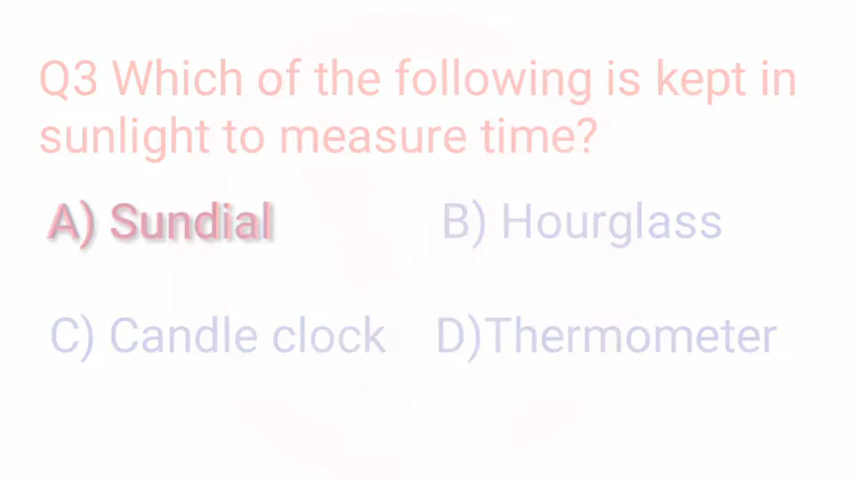 Q3 Which of the following is kept in
sunlight to measure time?
A) Sundial B) Hourglass
C) Candle clock D)Thermometer